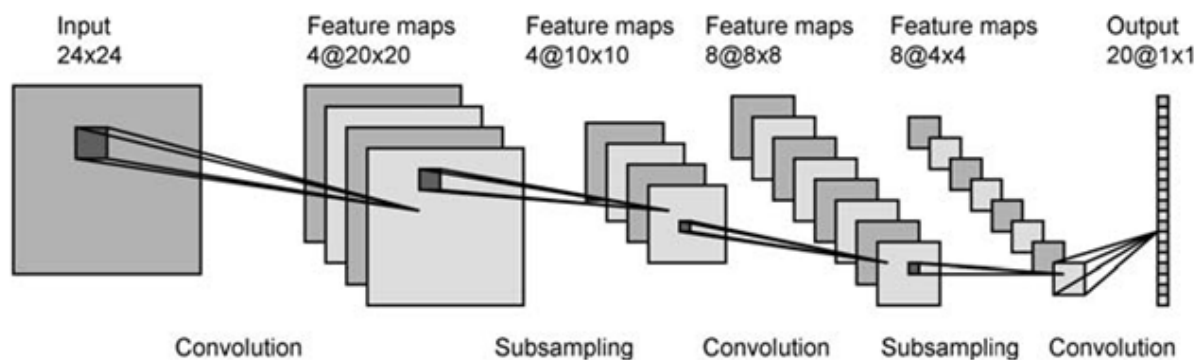 Input
24x24
Feature maps
4@20x20
Feature maps
4@10x10
Feature maps
8@8x8
Feature maps
8@4x4
Output
20@1x1
Convolution
Subsampling
Convolution
Subsampling
Convolution